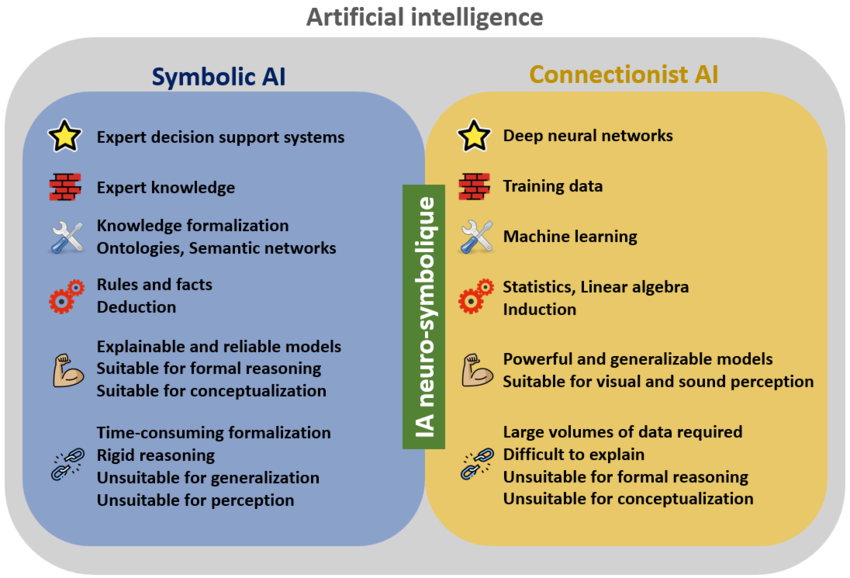 Artificial intelligence
Symbolic AI
Expert decision support systems
Expert knowledge
Knowledge formalization
Ontologies, Semantic networks
Rules and facts
Deduction
Explainable and reliable models
Suitable for formal reasoning
Suitable for conceptualization
Time-consuming formalization
Rigid reasoning
Unsuitable for generalization
Unsuitable for perception
IA neuro-symbolique
Connectionist AI
Deep neural networks
Training data
Machine learning
Statistics, Linear algebra
Induction
Powerful and generalizable models
Suitable for visual and sound perception
Large volumes of data required
Difficult to explain
Unsuitable for formal reasoning
Unsuitable for conceptualization